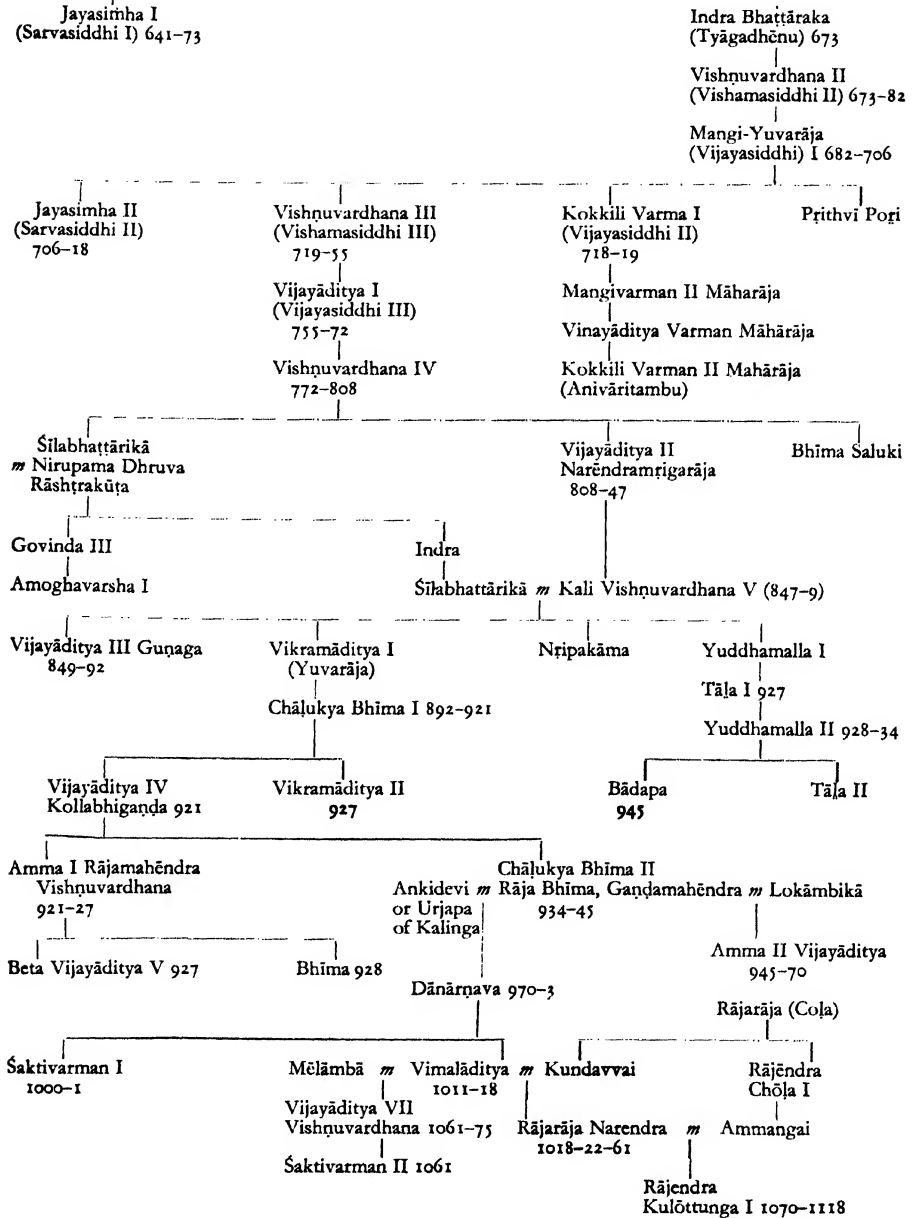 Jayasiṁha I
(Sarvasiddhi I) 641–73
Indra Bhaṭṭāraka
(Tyāgadhēnu) 673
Vishṇuvardhana II
(Vishamasiddhi II) 673–82
Mangi-Yuvarāja
(Vijayasiddhi) I 682–706
Jayasimha II
(Sarvasiddhi II)
706–18
Vishṇuvardhana III
(Vishamasiddhi III)
719–55
Kokkili Varma I
(Vijayasiddhi II)
718–19
Pṛithvī Poṛi
Vijayāditya I
(Vijayasiddhi III)
755–72
Mangivarman II Māharāja
Vinayāditya Varman Māhārāja
Vishṇuvardhana IV
772–808
Kokkili Varman II Mahārāja
(Anivāritambu)
Śīlabhaṭṭārikā
m Nirupama Dhruva
Rāshṭrakūṭa
Vijayāditya II
Narēndramṛigarāja
808–47
Bhīma Saluki
Govinda III
Indra
Amoghavarsha I
Śīlabhattārikā m Kali Vishṇuvardhana V (847–9)
Vijayāditya III Guṇaga
849–92
Vikramāditya I
(Yuvarāja)
Nṛipakāma
Yuddhamalla I
Tāḷa I 927
Chāḷukya Bhīma I 892–921
Yuddhamalla II 928–34
Vijayāditya IV
Kollabhigaṇḍa 921
Vikramāditya II
927
Bādapa
945
Tāḷa II
Amma I Rājamahēndra
Vishṇuvardhana
921–27
Chāḷukya Bhīma II
Ankidevi m Rāja Bhīma, Gaṇḍamahēndra m Lokāmbikā
or Urjapa
of Kalinga
934–45
Beta Vijayāditya V 927
Bhīma 928
Amma II Vijayāditya
945–70
Dānārṇava 970–3
Rājarāja (Coḷa)
Śaktivarman I
1000–1
Mēlāmbā m Vimalāditya m Kundavvai
1011–18
Rājēndra
Chōḷa I
Vijayāditya VII
Vishṇuvardhana 1061–75
Rājarāja Narendra m Ammangai
1018–22–61
Śaktivarman II 1061
Rājendra
Kulōttunga I 1070–1118